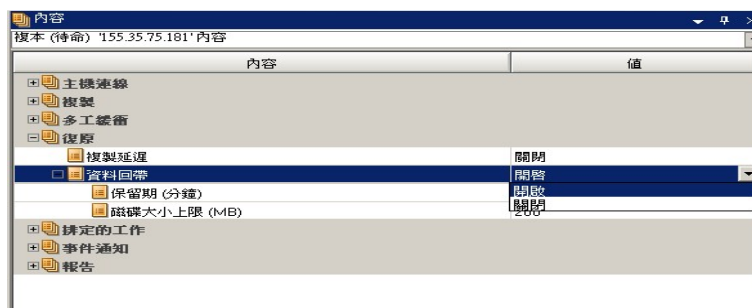 內容
複本 (待命) '155.35.75.181' 內容
內容 值
主機連線
複製
多工緩衝
復原
複製延遲 關閉
資料回帶 開啓
保留期 (分鐘) 開啟
關閉
磁碟大小上限 (MB) 200
排定的工作
事件通知
報告